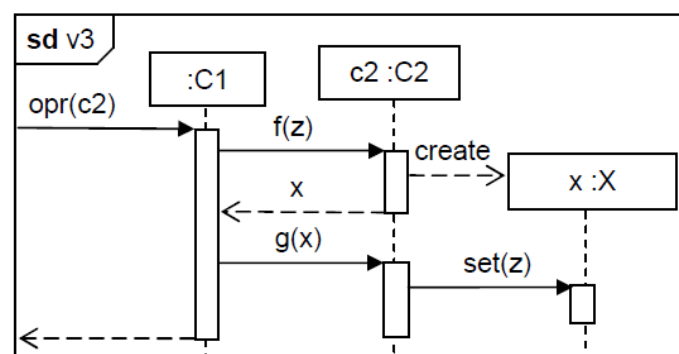 sd v3
:C1
c2 :C2
opr(c2)
f(z)
create
x :X
x
g(x)
set(z)